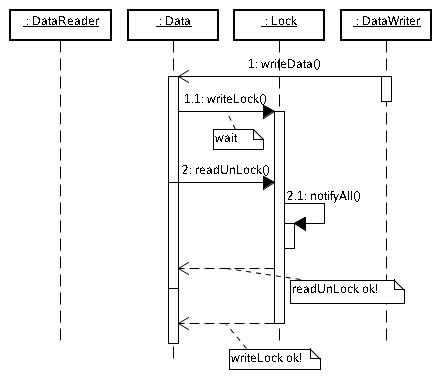 : DataReader
: Data
: Lock
: DataWriter
1: writeData()
1.1: writeLock()
wait
2: readUnLock()
2.1: notifyAll()
readUnLock ok!
writeLock ok!